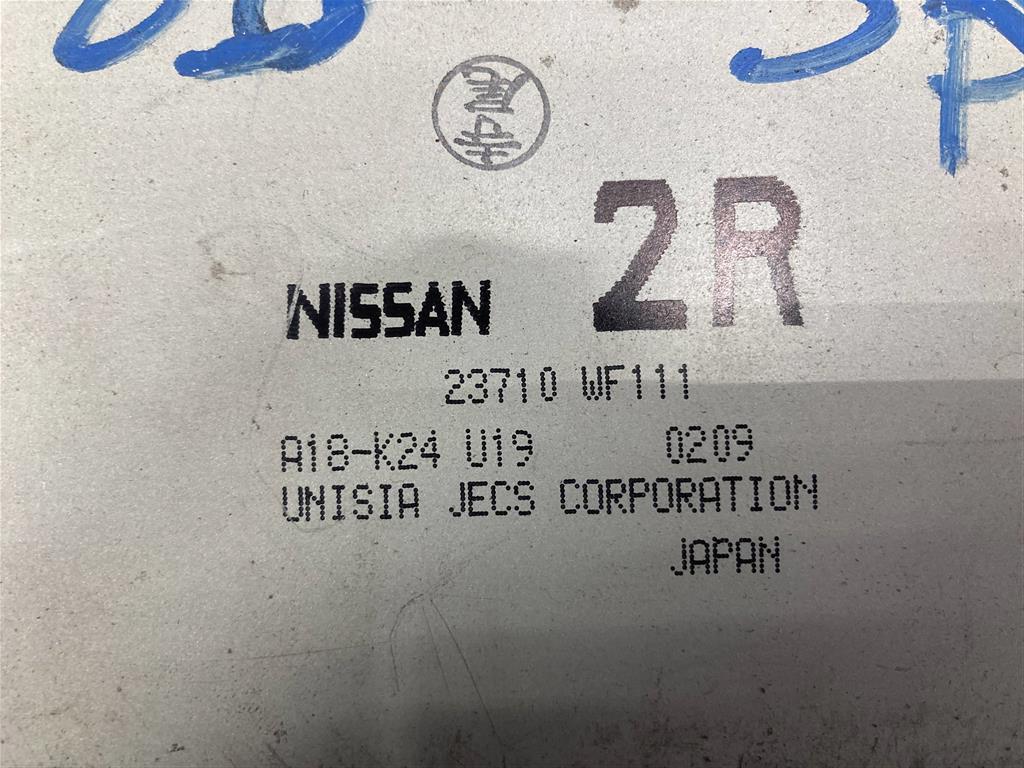 2R
NISSAN
23710 WF111
A18-K24 U19 0209
UNISIA JECS CORPORATION
JAPAN